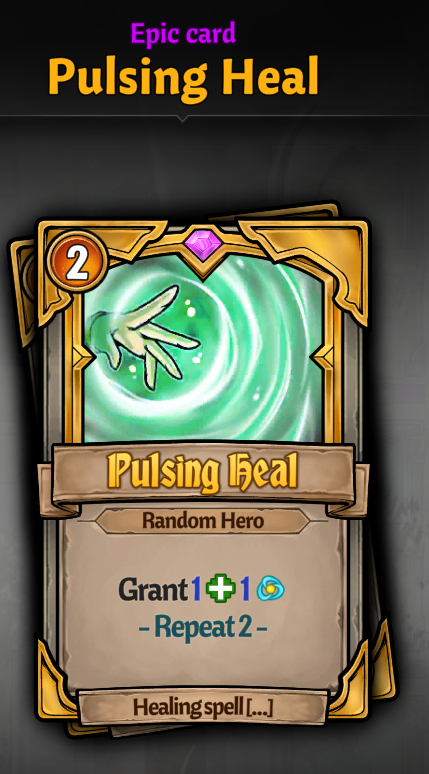 Epic card
Pulsing Heal
2
Pulsing Heal
Random Hero
Grant 1 1
- Repeat 2 -
Healing spell [...]